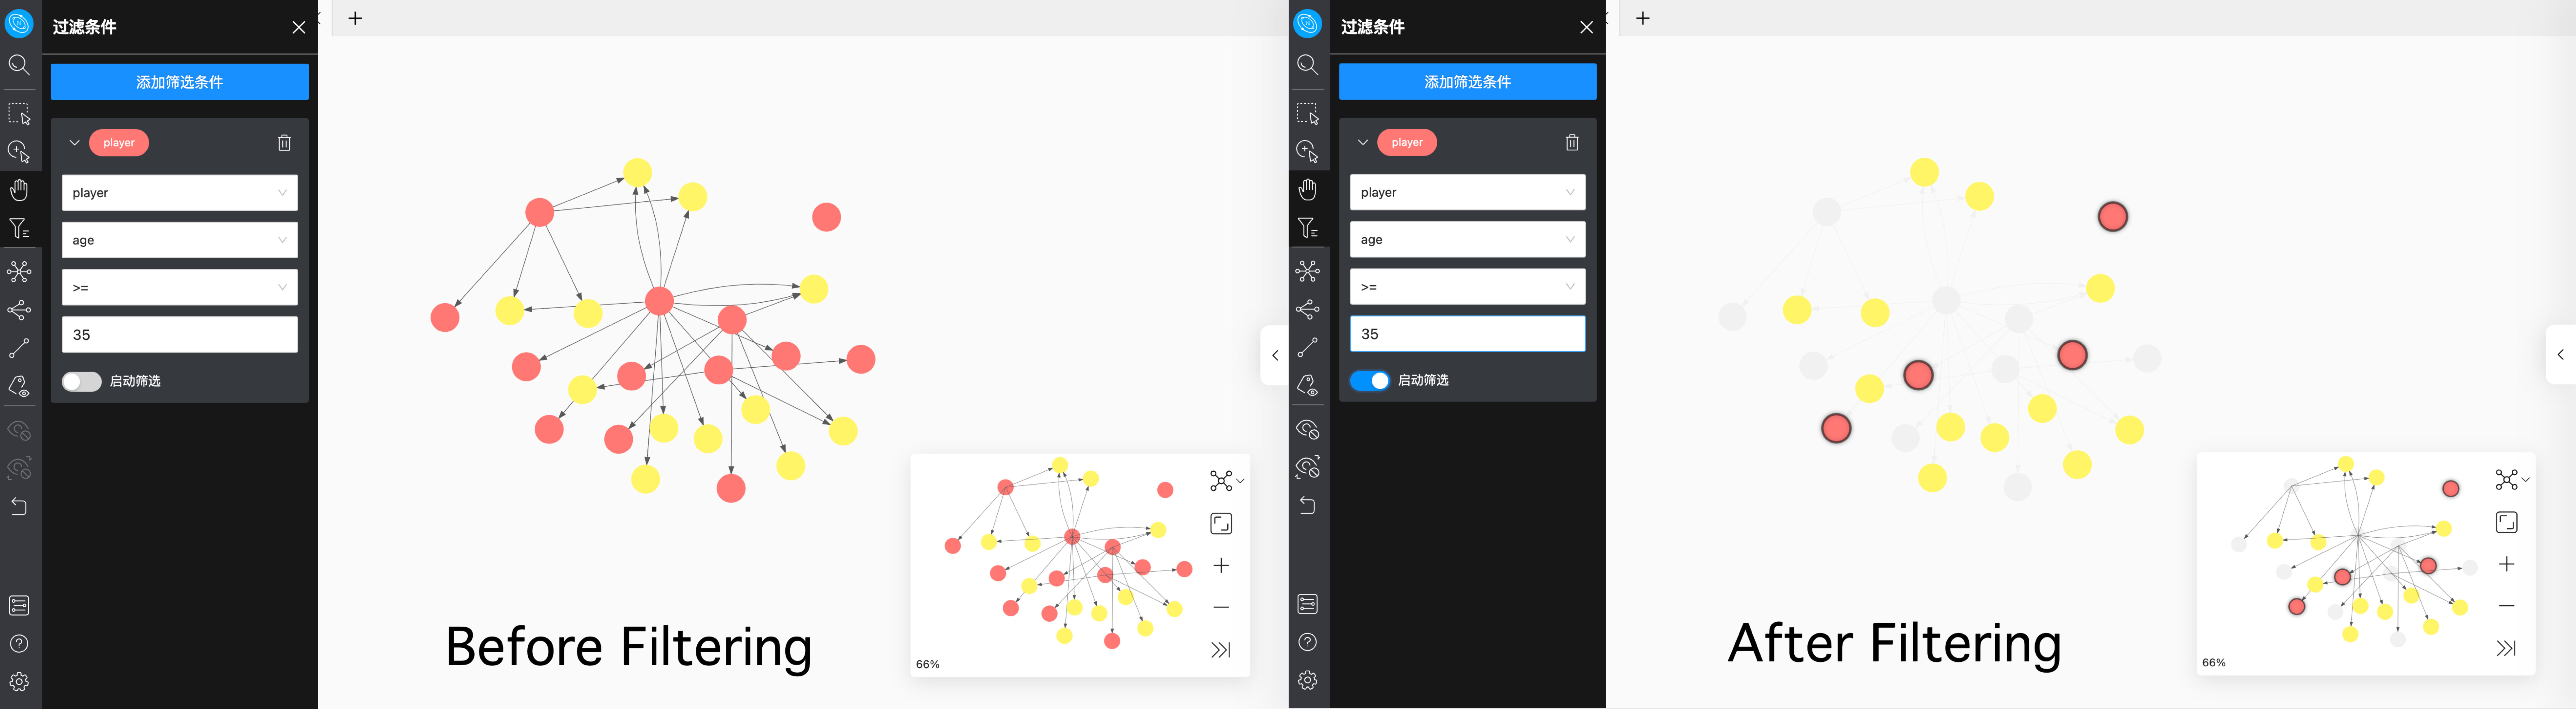 过滤条件
添加筛选条件
player
player
age
>=
35
启动筛选
Before Filtering
66%
过滤条件
添加筛选条件
player
player
age
>=
35
启动筛选
After Filtering
66%